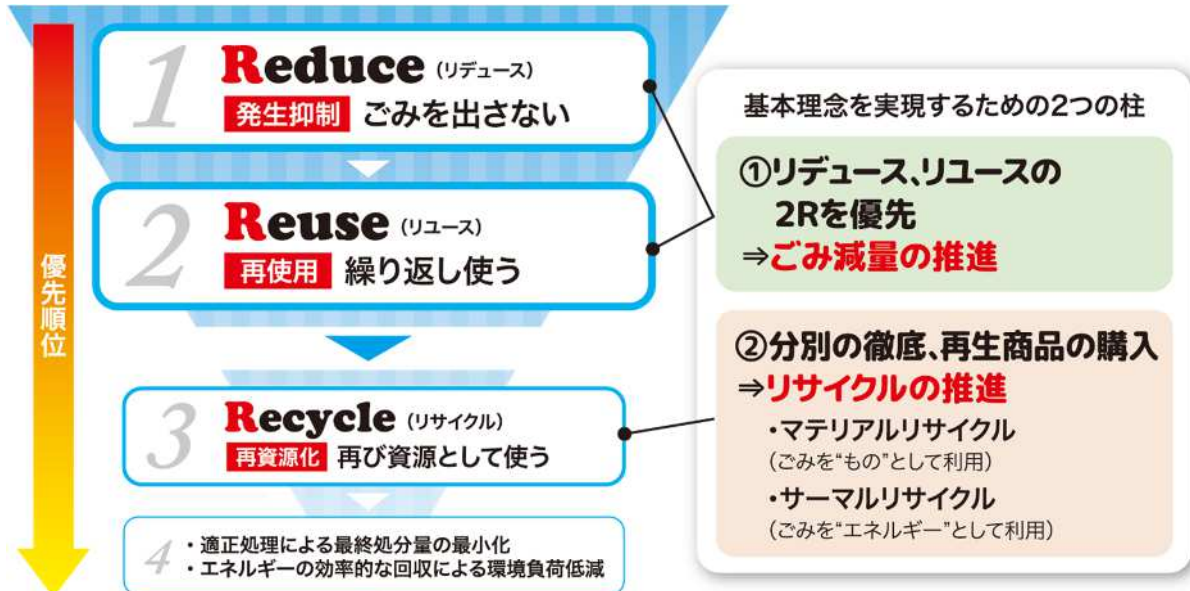 優先順位
1 Reduce (リデュース)
発生抑制 ごみを出さない
2 Reuse (リユース)
再使用 繰り返し使う
3 Recycle (リサイクル)
再資源化 再び資源として使う
4 ・適正処理による最終処分量の最小化
・エネルギーの効率的な回収による環境負荷低減
基本理念を実現するための2つの柱
①リデュース、リユースの
2Rを優先
⇒ごみ減量の推進
②分別の徹底、再生商品の購入
⇒リサイクルの推進
・マテリアルリサイクル
(ごみを“もの”として利用)
・サーマルリサイクル
(ごみを“エネルギー”として利用)